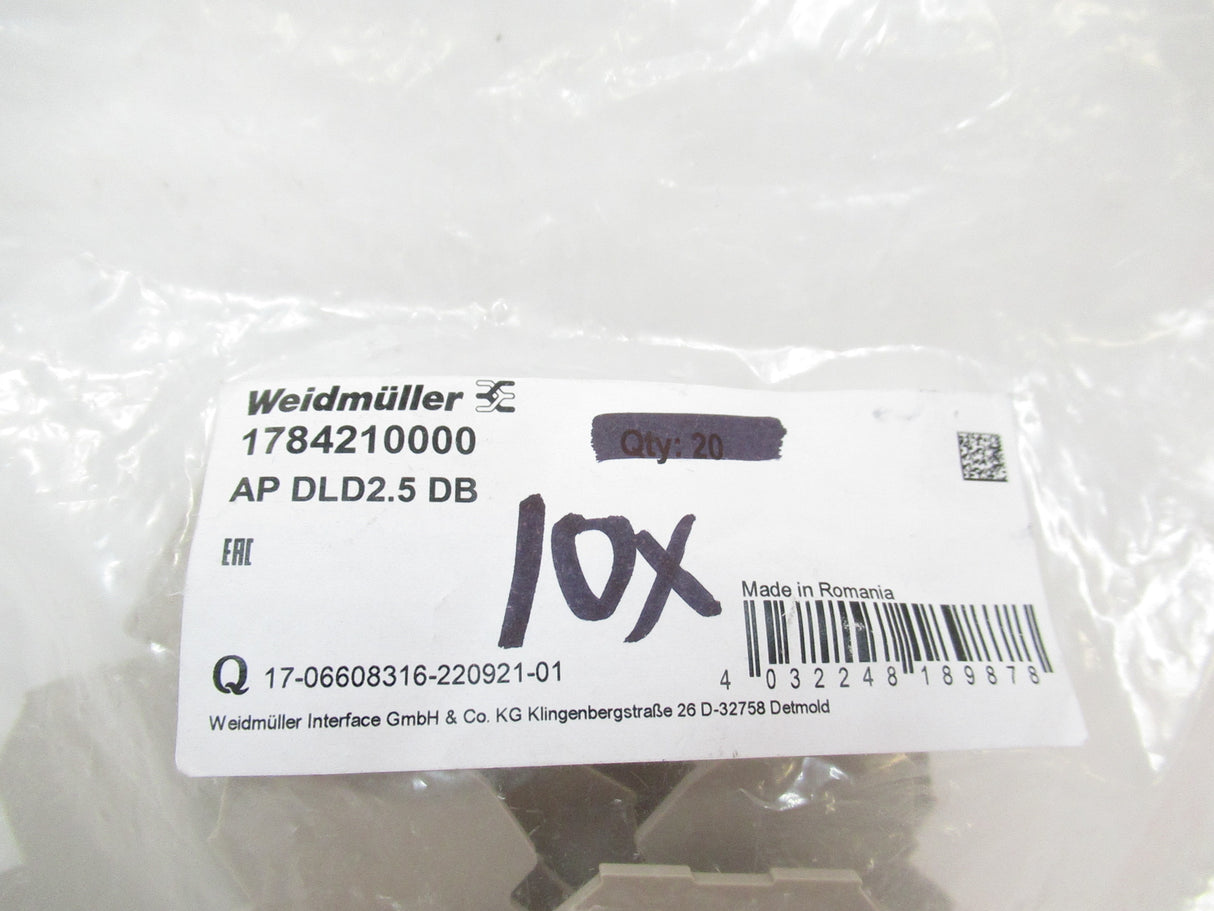 Weidmüller
1784210000
Qty: 20
AP DLD2.5 DB
10x
EAC
Made in Romania
Q 17-06608316-220921-01
4 032248 189878
Weidmüller Interface GmbH & Co. KG Klingenbergstraße 26 D-32758 Detmold